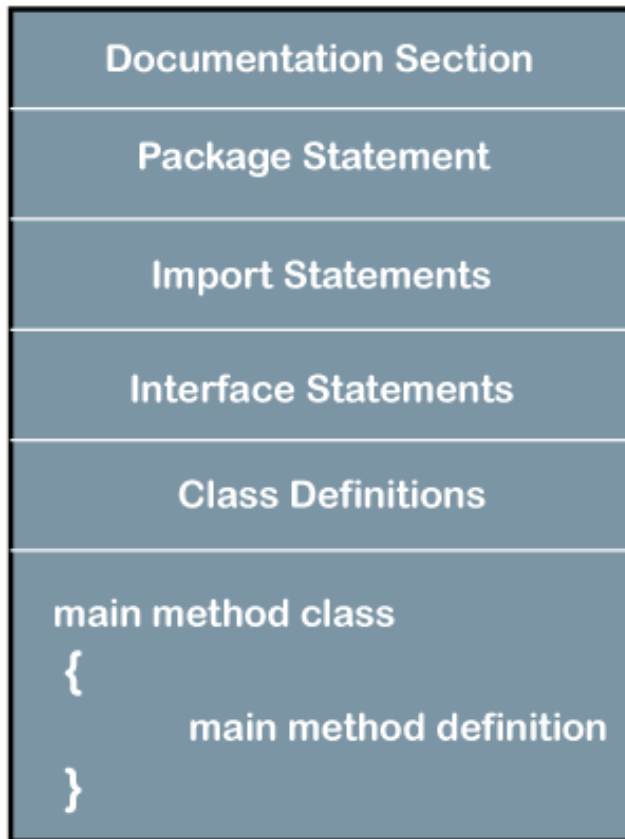 Documentation Section
Package Statement
Import Statements
Interface Statements
Class Definitions
main method class
{
main method definition
}